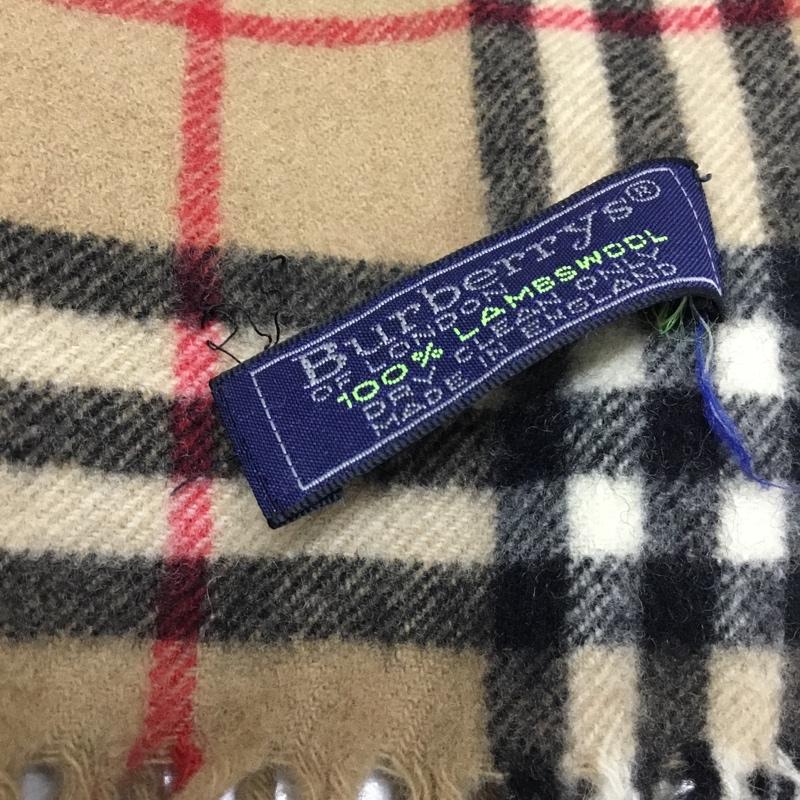 Burberrys®
OF LONDON
100% LAMBSWOOL
DRY CLEAN ONLY
MADE IN ENGLAND